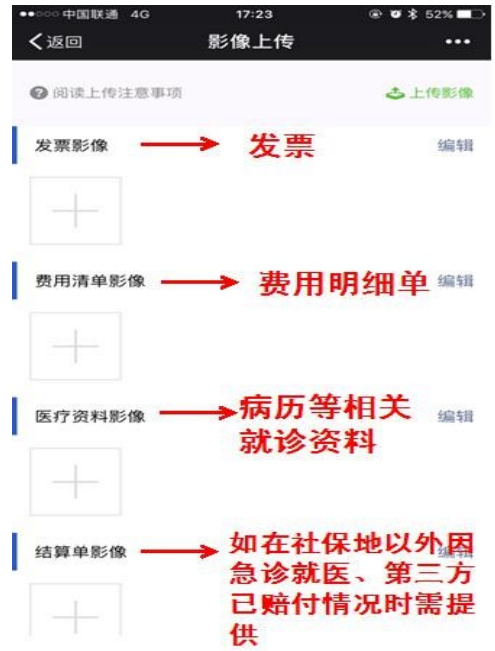 中国联通 4G 17:23 52%
返回 影像上传
阅读上传注意事项 上传影像
发票影像 发票 编辑
费用清单影像 费用明细单 编辑
医疗资料影像 病历等相关 编辑
就诊资料
结算单影像 如在社保地以外因
急诊就医、第三方
已赔付情况时需提
供